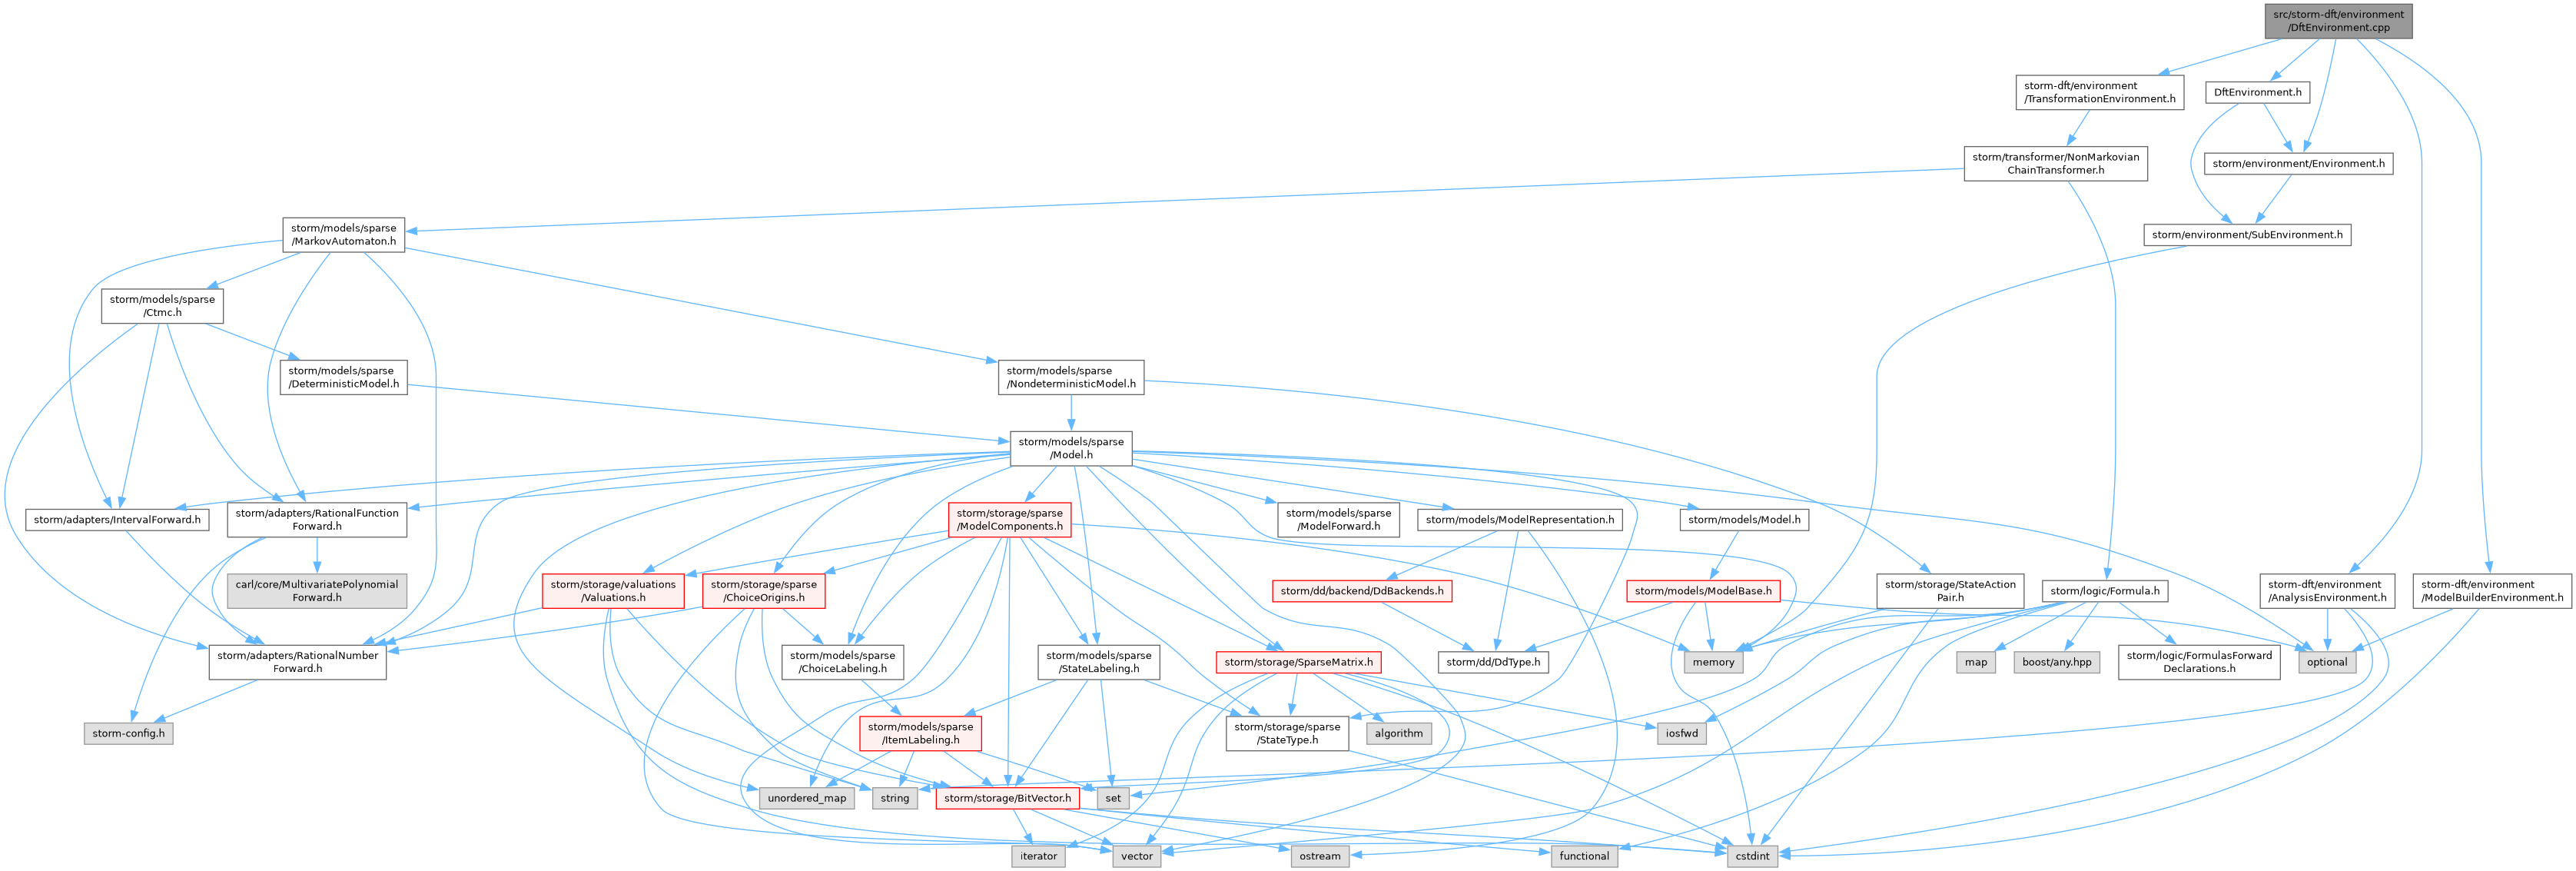 src/storm-dft/environment
/DftEnvironment.cpp
storm-dft/environment
/TransformationEnvironment.h
DftEnvironment.h
storm/transformer/NonMarkovian
ChainTransformer.h
storm/environment/Environment.h
storm/models/sparse
/MarkovAutomaton.h
storm/environment/SubEnvironment.h
storm/models/sparse
/Ctmc.h
storm/models/sparse
/DeterministicModel.h
storm/models/sparse
/NondeterministicModel.h
storm/models/sparse
/Model.h
storm/adapters/IntervalForward.h
storm/adapters/RationalFunction
Forward.h
storm/storage/sparse
/ModelComponents.h
storm/models/sparse
/ModelForward.h
storm/models/ModelRepresentation.h
storm/models/Model.h
carl/core/MultivariatePolynomial
Forward.h
storm/storage/valuations
/Valuations.h
storm/storage/sparse
/ChoiceOrigins.h
storm/dd/backend/DdBackends.h
storm/models/ModelBase.h
storm/storage/StateAction
Pair.h
storm/logic/Formula.h
storm-dft/environment
/AnalysisEnvironment.h
storm-dft/environment
/ModelBuilderEnvironment.h
storm/adapters/RationalNumber
Forward.h
storm/models/sparse
/ChoiceLabeling.h
storm/models/sparse
/StateLabeling.h
storm/storage/SparseMatrix.h
storm/dd/DdType.h
memory
map
boost/any.hpp
storm/logic/FormulasForward
Declarations.h
optional
storm-config.h
storm/models/sparse
/ItemLabeling.h
storm/storage/sparse
/StateType.h
algorithm
iosfwd
unordered_map
string
storm/storage/BitVector.h
set
iterator
vector
ostream
functional
cstdint